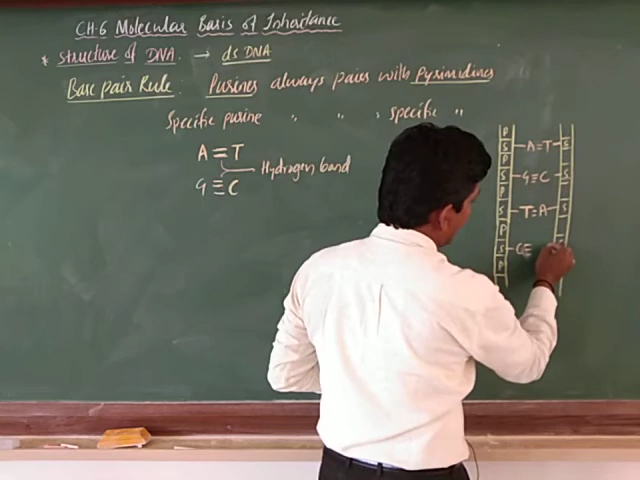 CH-6 Molecular Basis of Inheritance
* Structure of DNA. → ds DNA
Base pair Rule: Purines always pairs with Pyrimidines
Specific purine " " " specific "
A = T
Hydrogen band
G ≡ C
P
S - A=T - S
P
S - G≡C - S
P
S - T=A - S
P
S - C≡
P